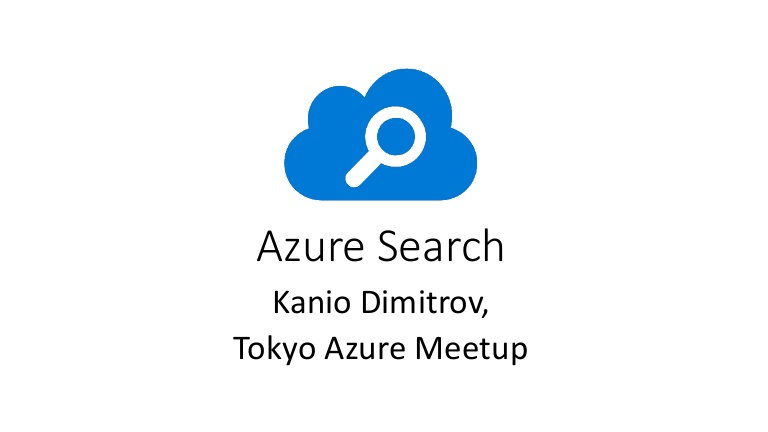 Azure Search
Kanio Dimitrov,
Tokyo Azure Meetup